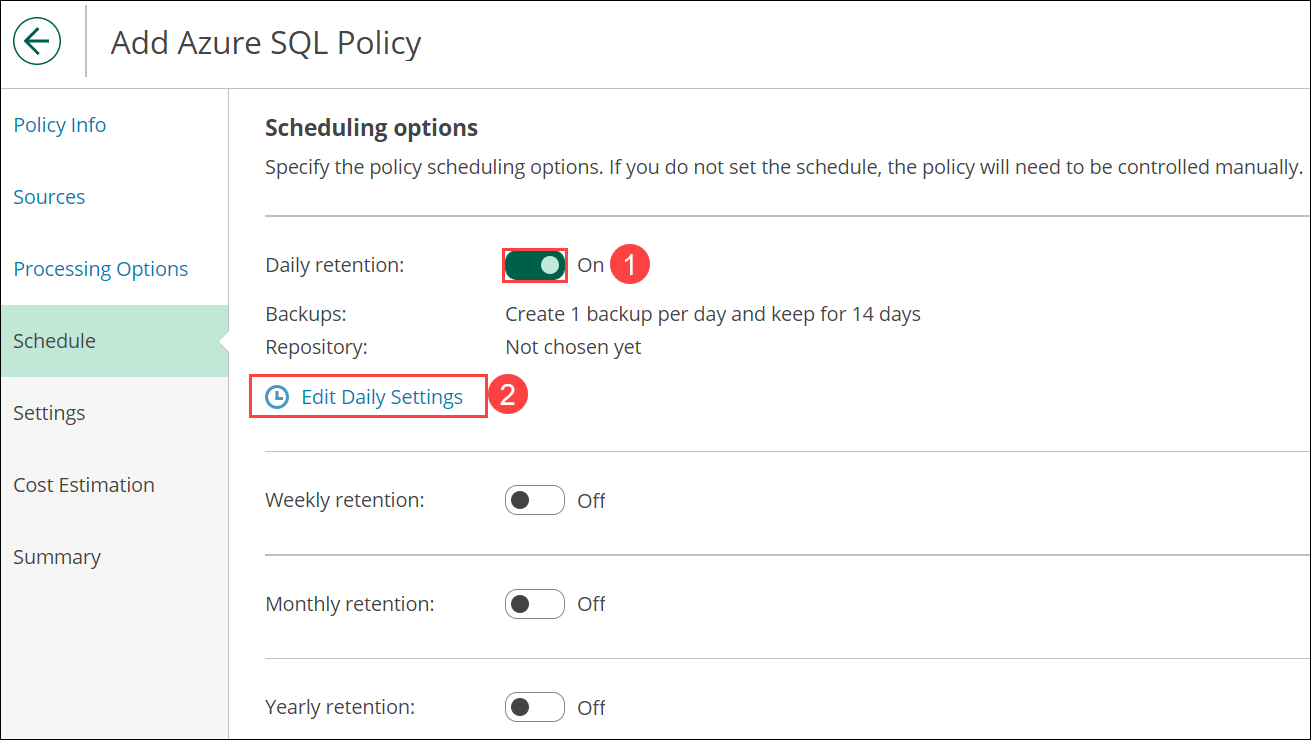 Add Azure SQL Policy
Policy Info
Sources
Processing Options
Schedule
Settings
Cost Estimation
Summary
Scheduling options
Specify the policy scheduling options. If you do not set the schedule, the policy will need to be controlled manually.
Daily retention: On 1
Backups: Create 1 backup per day and keep for 14 days
Repository: Not chosen yet
Edit Daily Settings 2
Weekly retention: Off
Monthly retention: Off
Yearly retention: Off